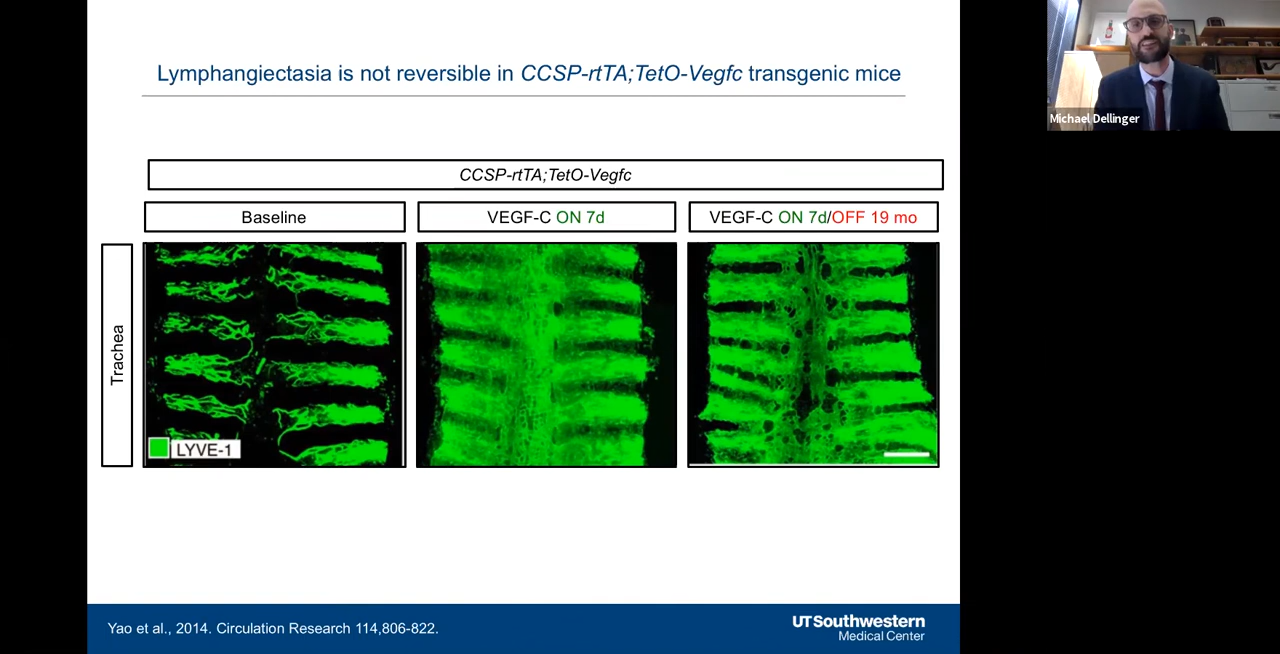 Michael Dellinger
Lymphangiectasia is not reversible in CCSP-rtTA;TetO-Vegfc transgenic mice
CCSP-rtTA;TetO-Vegfc
Baseline
VEGF-C ON 7d
VEGF-C ON 7d/OFF 19 mo
Trachea
LYVE-1
Yao et al., 2014. Circulation Research 114,806-822.
UTSouthwestern
Medical Center